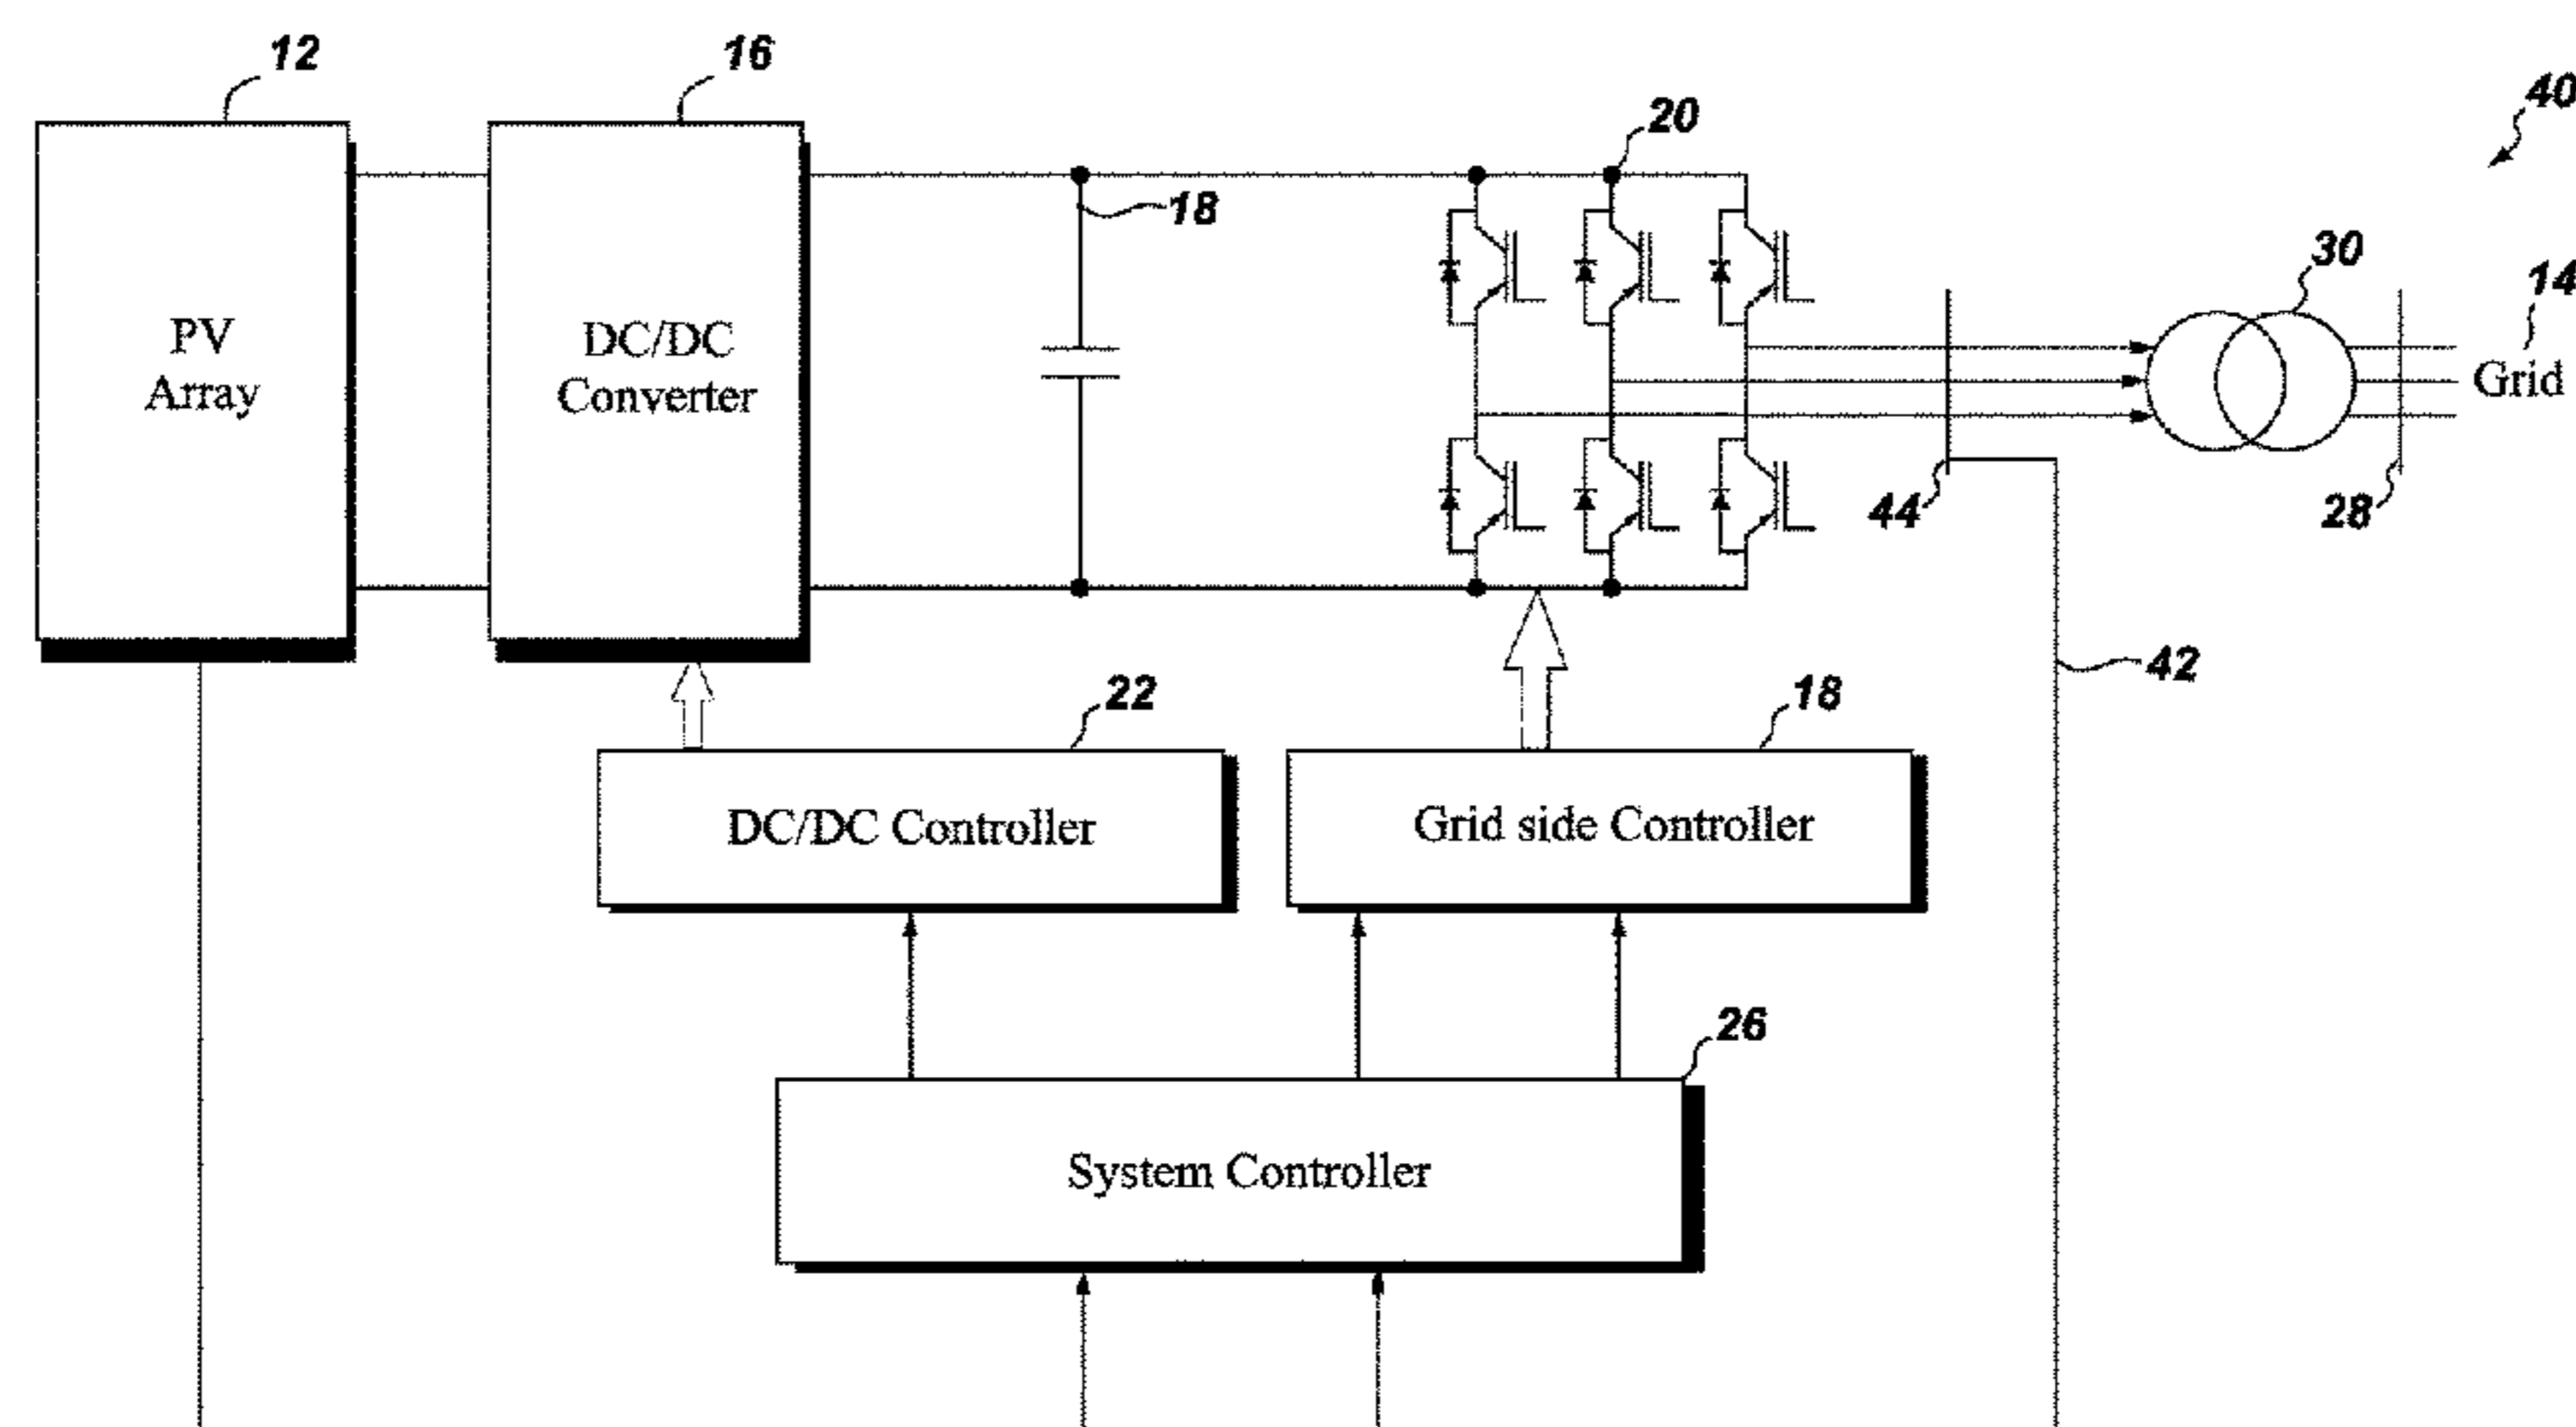 12
16
20
40
18
30
14
PV
Array
DC/DC
Converter
Grid
44
28
42
22
18
DC/DC Controller
Grid side Controller
26
System Controller